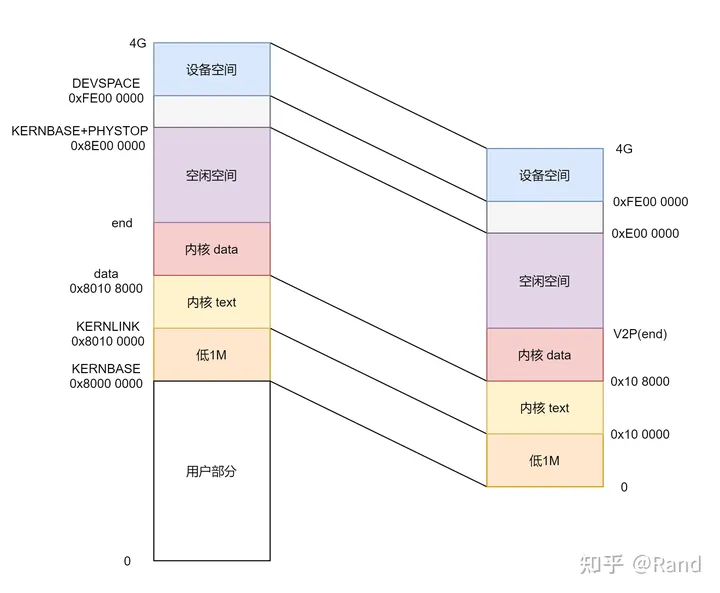 4G
设备空间
DEVSPACE
0xFE00 0000
KERNBASE+PHYSTOP
0x8E00 0000
空闲空间
end
内核 data
data
0x8010 8000
内核 text
KERNLINK
0x8010 0000
低1M
KERNBASE
0x8000 0000
用户部分
0
4G
设备空间
0xFE00 0000
0xE00 0000
空闲空间
V2P(end)
内核 data
0x10 8000
内核 text
0x10 0000
低1M
0
知乎 @Rand